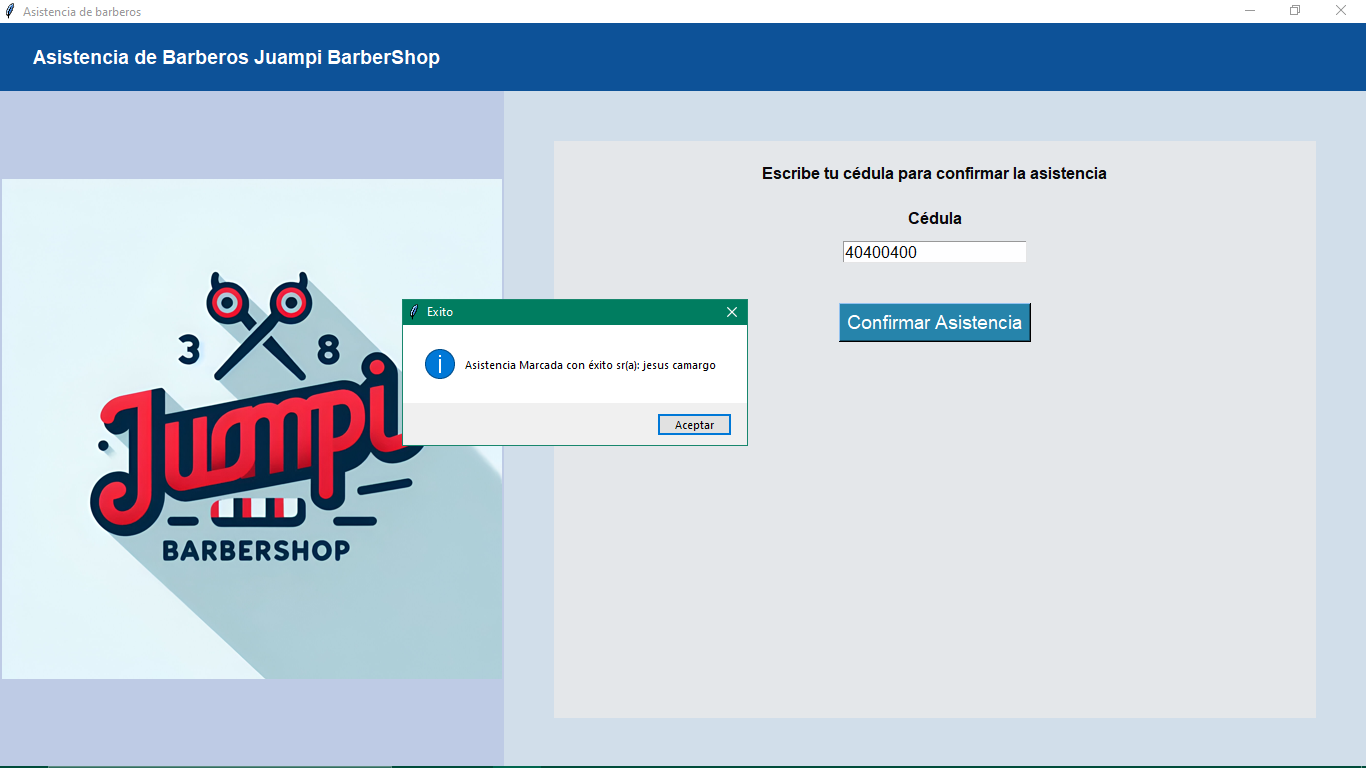 Asistencia de barberos
Asistencia de Barberos Juampi BarberShop
3 8
Juampi
BARBERSHOP
Escribe tu cédula para confirmar la asistencia
Cédula
40400400
Confirmar Asistencia
Exito
Asistencia Marcada con éxito sr(a): jesus camargo
Aceptar